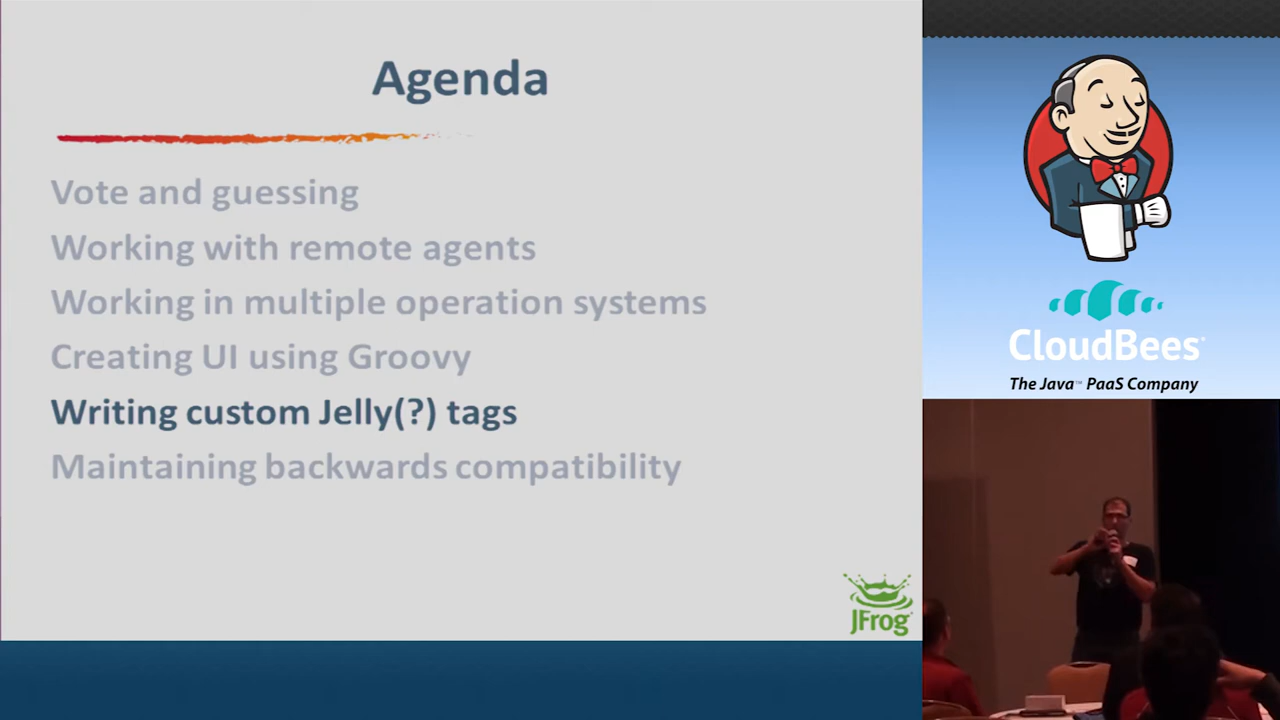 Agenda
Vote and guessing
Working with remote agents
Working in multiple operation systems
Creating UI using Groovy
Writing custom Jelly(?) tags
Maintaining backwards compatibility
JFrog
CloudBees
The Java™ PaaS Company